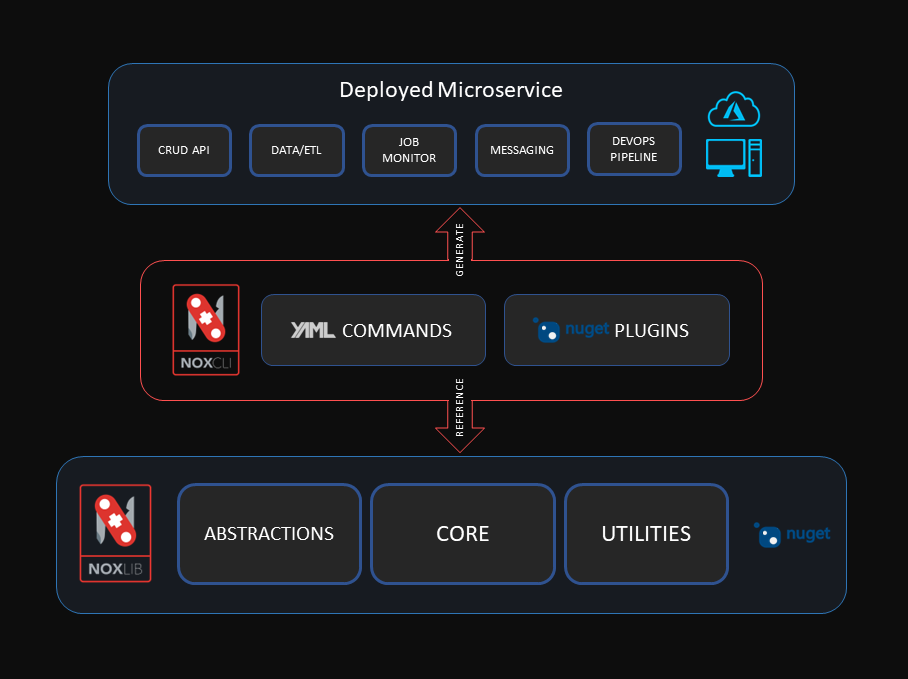 Deployed Microservice
CRUD API
DATA/ETL
JOB
MONITOR
MESSAGING
DEVOPS
PIPELINE
GENERATE
NOXCLI
YAML COMMANDS
nuget PLUGINS
REFERENCE
NOXLIB
ABSTRACTIONS
CORE
UTILITIES
nuget